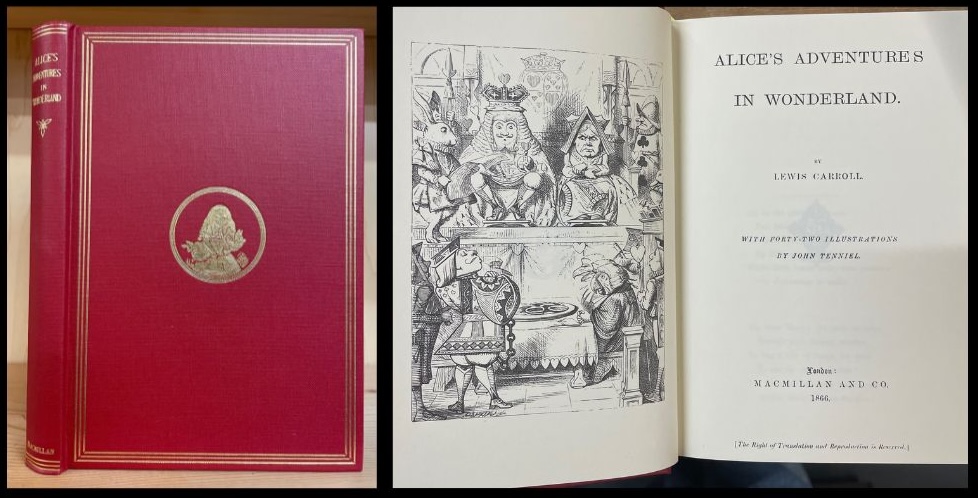 ALICE'S
ADVENTURES
IN
WONDERLAND
MACMILLAN
ALICE'S ADVENTURES
IN WONDERLAND.
BY
LEWIS CARROLL.
WITH FORTY-TWO ILLUSTRATIONS
BY JOHN TENNIEL.
London:
MACMILLAN AND CO.
1866.
[The Right of Translation and Reproduction is Reserved.]